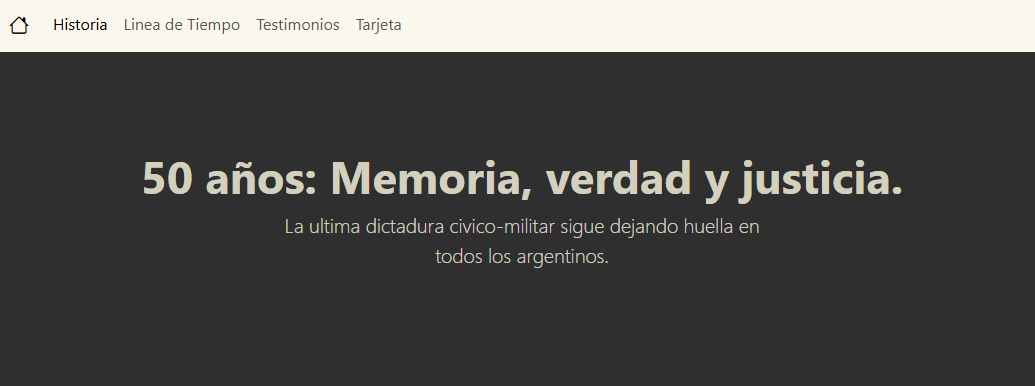 Historia Linea de Tiempo Testimonios Tarjeta
50 años: Memoria, verdad y justicia.
La ultima dictadura civico-militar sigue dejando huella en
todos los argentinos.